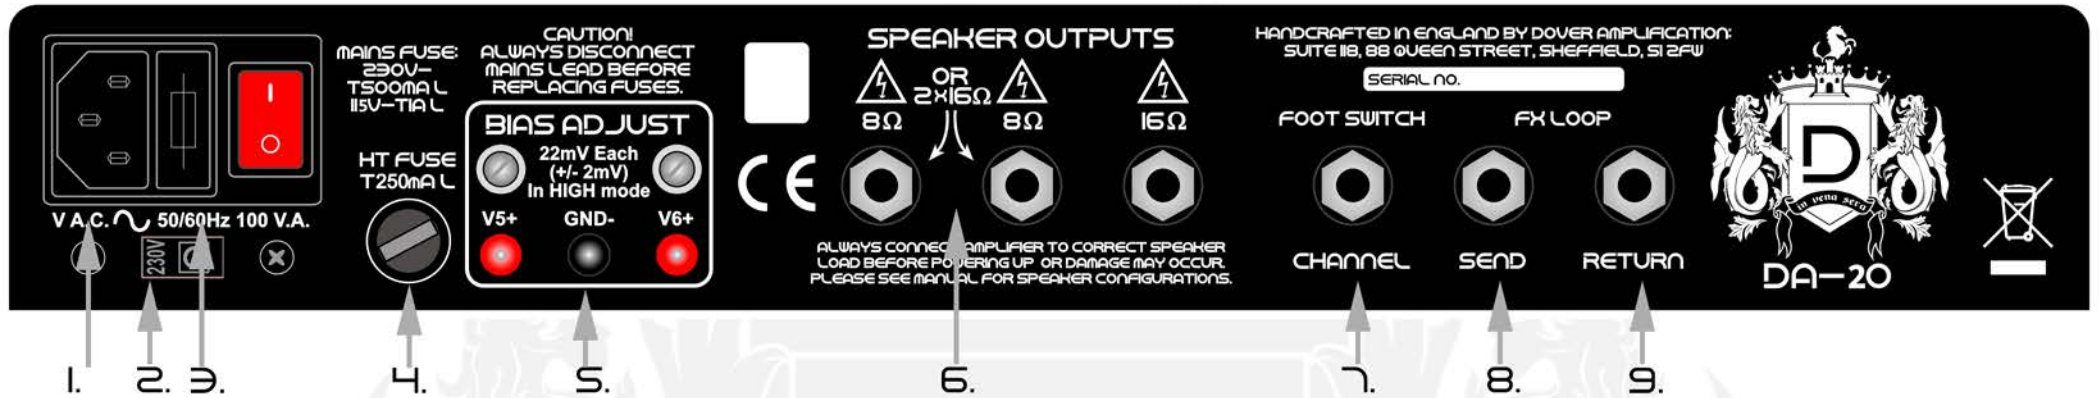 MAINS FUSE:
230V–
T500MA L
115V–T1A L
CAUTION!
ALWAYS DISCONNECT
MAINS LEAD BEFORE
REPLACING FUSES.
HT FUSE
T250MA L
BIAS ADJUST
22mV Each
(+/- 2mV)
In HIGH mode
V5+ GND- V6+
V A.C. 50/60Hz 100 V.A.
230V
CE
SPEAKER OUTPUTS
OR
2x16Ω
8Ω 8Ω 16Ω
ALWAYS CONNECT AMPLIFIER TO CORRECT SPEAKER
LOAD BEFORE POWERING UP OR DAMAGE MAY OCCUR.
PLEASE SEE MANUAL FOR SPEAKER CONFIGURATIONS.
HANDCRAFTED IN ENGLAND BY DOVER AMPLIFICATION:
SUITE 11B, 88 QUEEN STREET, SHEFFIELD, S1 2FW
SERIAL NO.
FOOT SWITCH FX LOOP
CHANNEL SEND RETURN
D
in vena sera
DA-20
1. 2. 3. 4. 5. 6. 7. 8. 9.